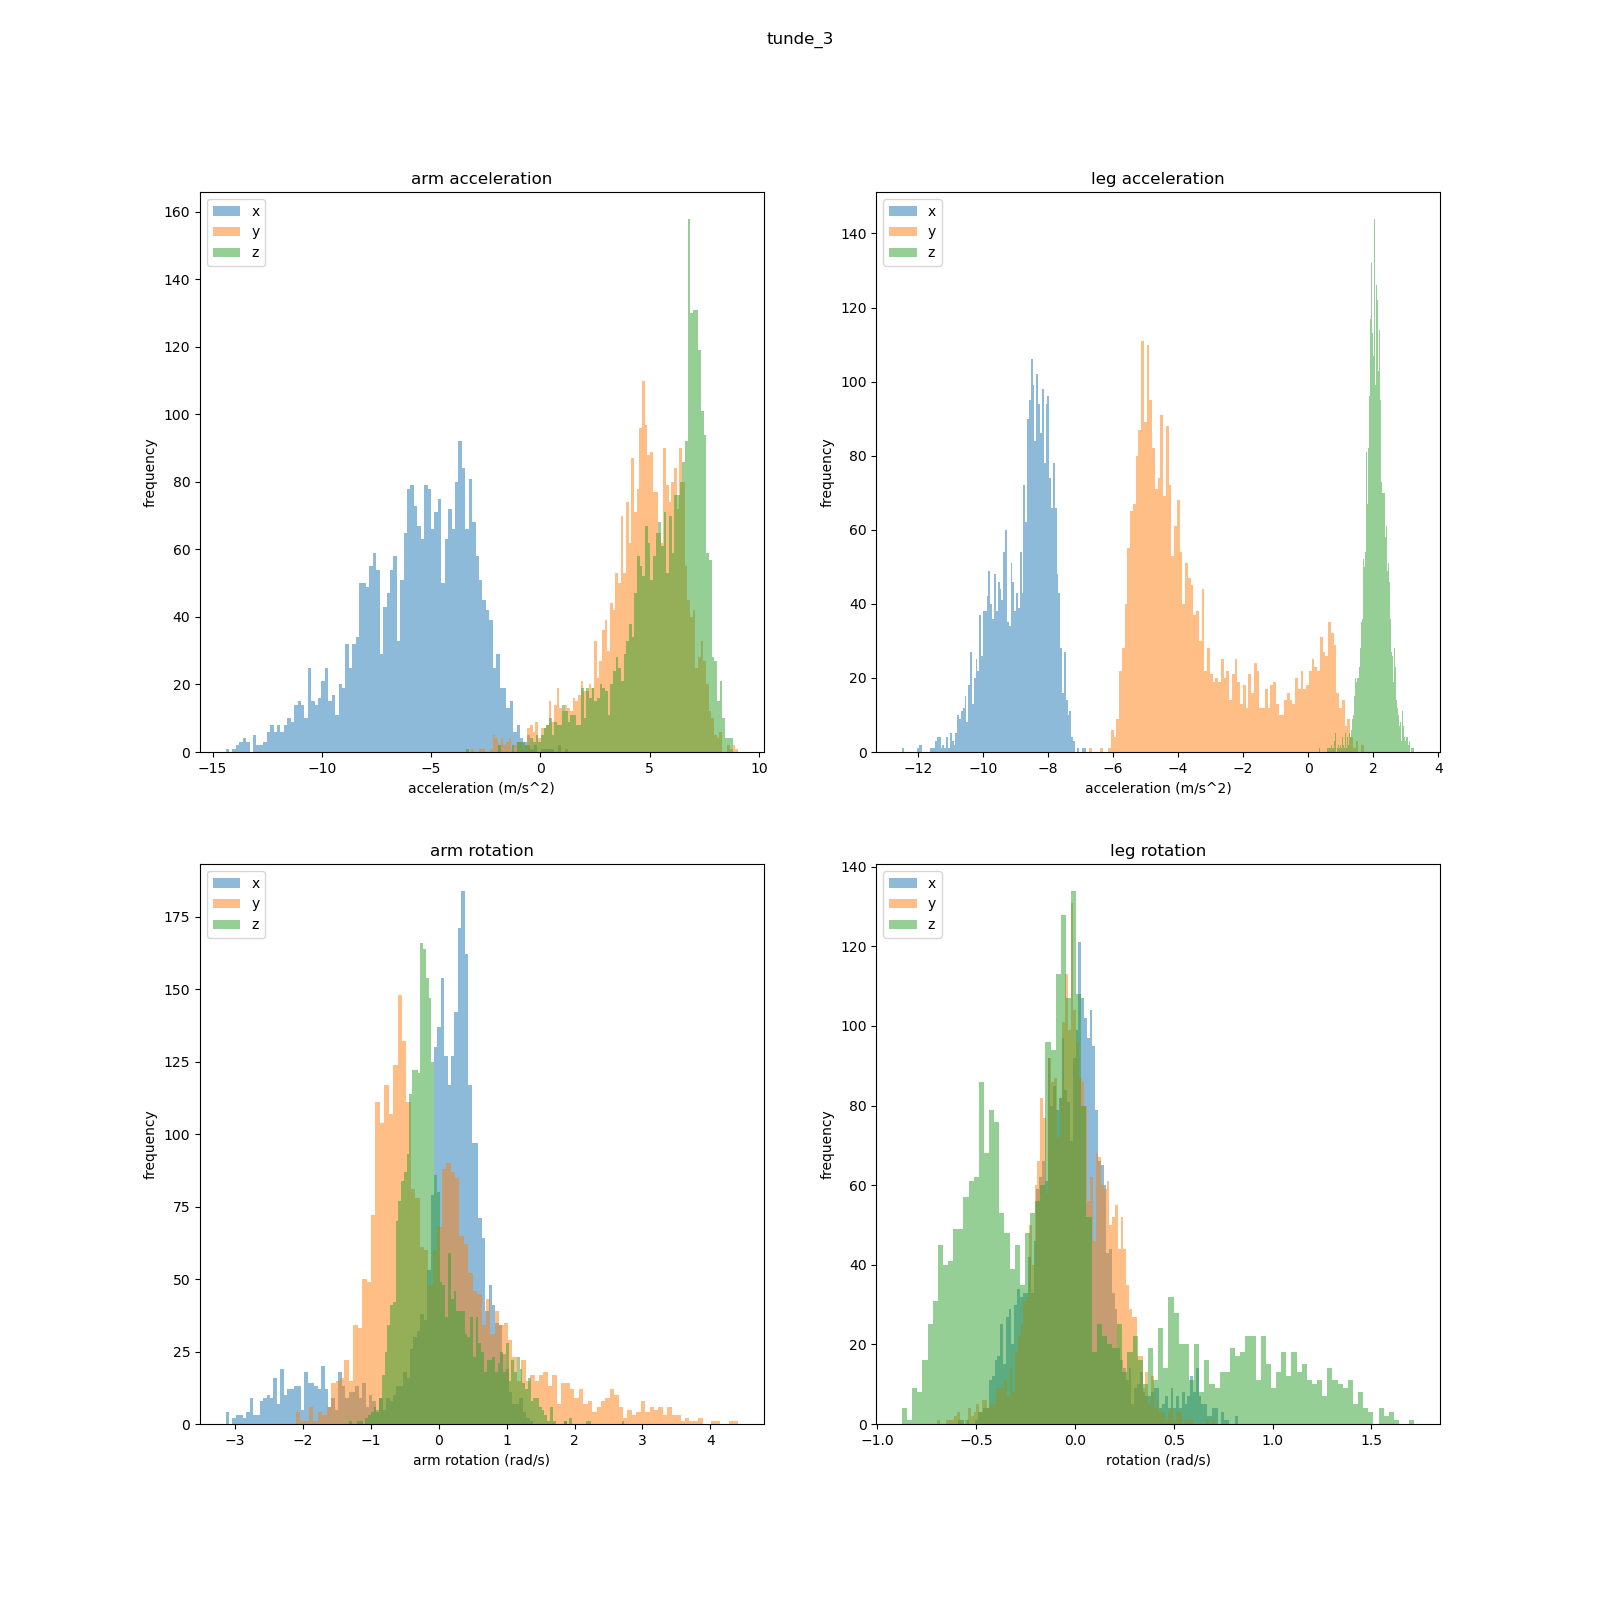 tunde_3
arm acceleration
x
y
z
160
140
120
100
80
60
40
20
0
frequency
−15
−10
−5
0
5
10
acceleration (m/s^2)
leg acceleration
x
y
z
140
120
100
80
60
40
20
0
frequency
−12
−10
−8
−6
−4
−2
0
2
4
acceleration (m/s^2)
arm rotation
x
y
z
175
150
125
100
75
50
25
0
frequency
−3
−2
−1
0
1
2
3
4
arm rotation (rad/s)
leg rotation
x
y
z
140
120
100
80
60
40
20
0
frequency
−1.0
−0.5
0.0
0.5
1.0
1.5
rotation (rad/s)